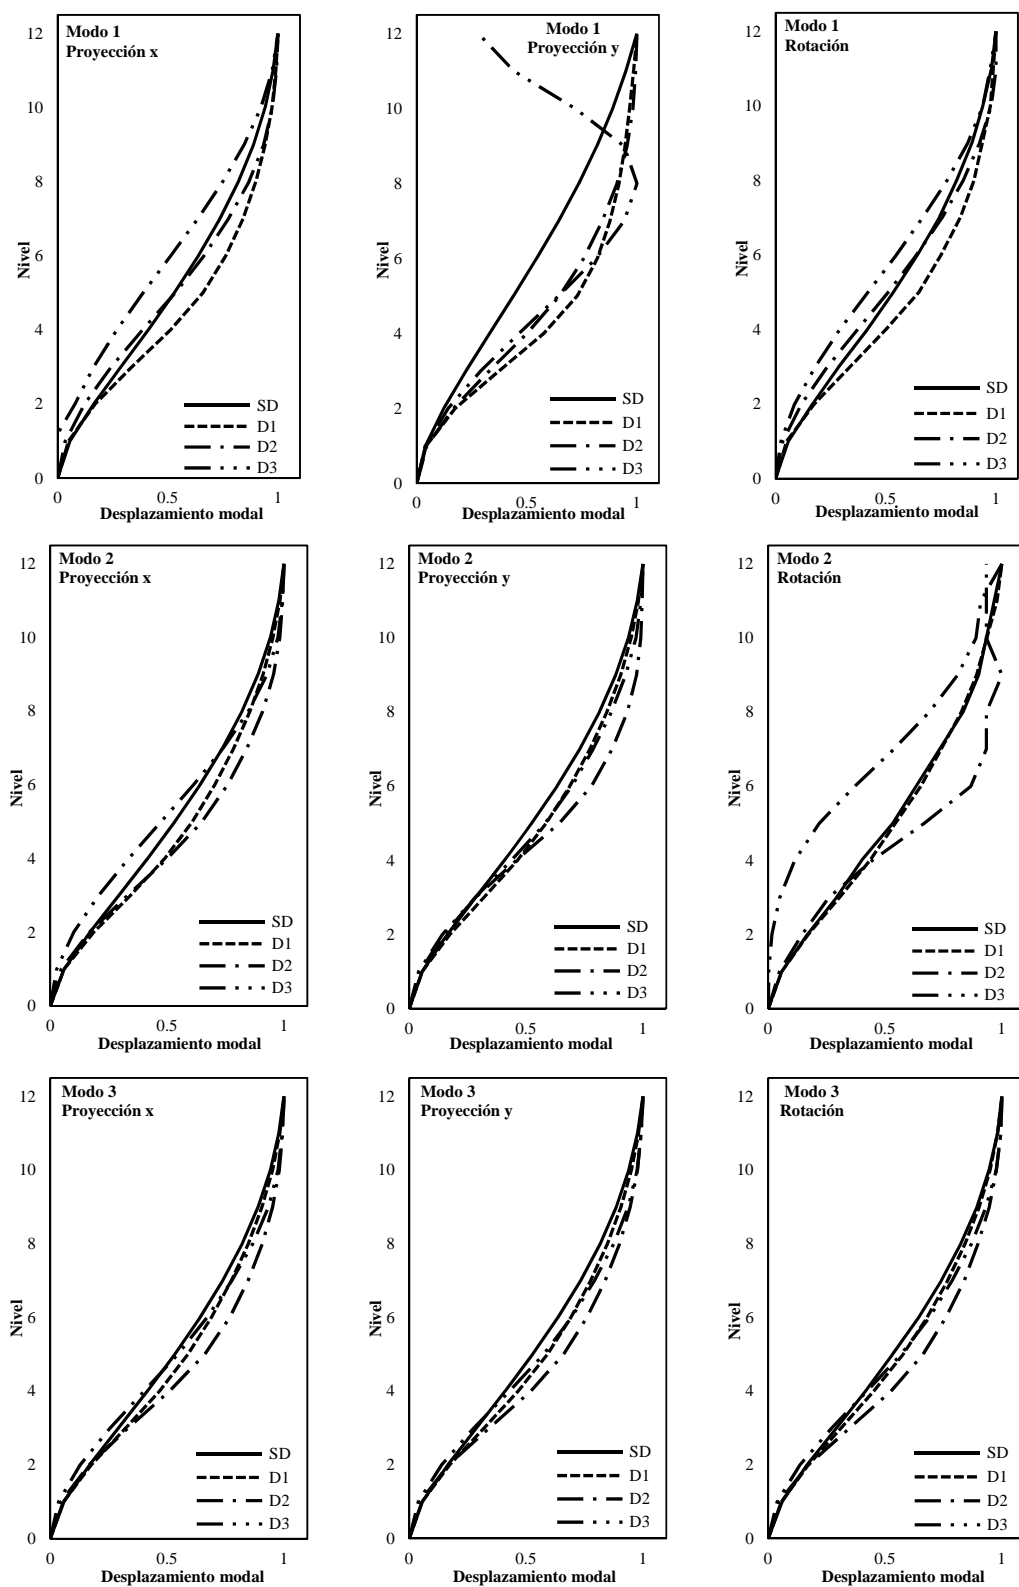 Modo 1
Proyección x
12
10
8
6
4
2
0
Nivel
SD
D1
D2
D3
0
0.5
1
Desplazamiento modal
Modo 1
Proyección y
12
10
8
6
4
2
0
Nivel
SD
D1
D2
D3
0
0.5
1
Desplazamiento modal
Modo 1
Rotación
12
10
8
6
4
2
0
Nivel
SD
D1
D2
D3
0
0.5
1
Desplazamiento modal
Modo 2
Proyección x
12
10
8
6
4
2
0
Nivel
SD
D1
D2
D3
0
0.5
1
Desplazamiento modal
Modo 2
Proyección y
12
10
8
6
4
2
0
Nivel
SD
D1
D2
D3
0
0.5
1
Desplazamiento modal
Modo 2
Rotación
12
10
8
6
4
2
0
Nivel
SD
D1
D2
D3
0
0.5
1
Desplazamiento modal
Modo 3
Proyección x
12
10
8
6
4
2
0
Nivel
SD
D1
D2
D3
0
0.5
1
Desplazamiento modal
Modo 3
Proyección y
12
10
8
6
4
2
0
Nivel
SD
D1
D2
D3
0
0.5
1
Desplazamiento modal
Modo 3
Rotación
12
10
8
6
4
2
0
Nivel
SD
D1
D2
D3
0
0.5
1
Desplazamiento modal